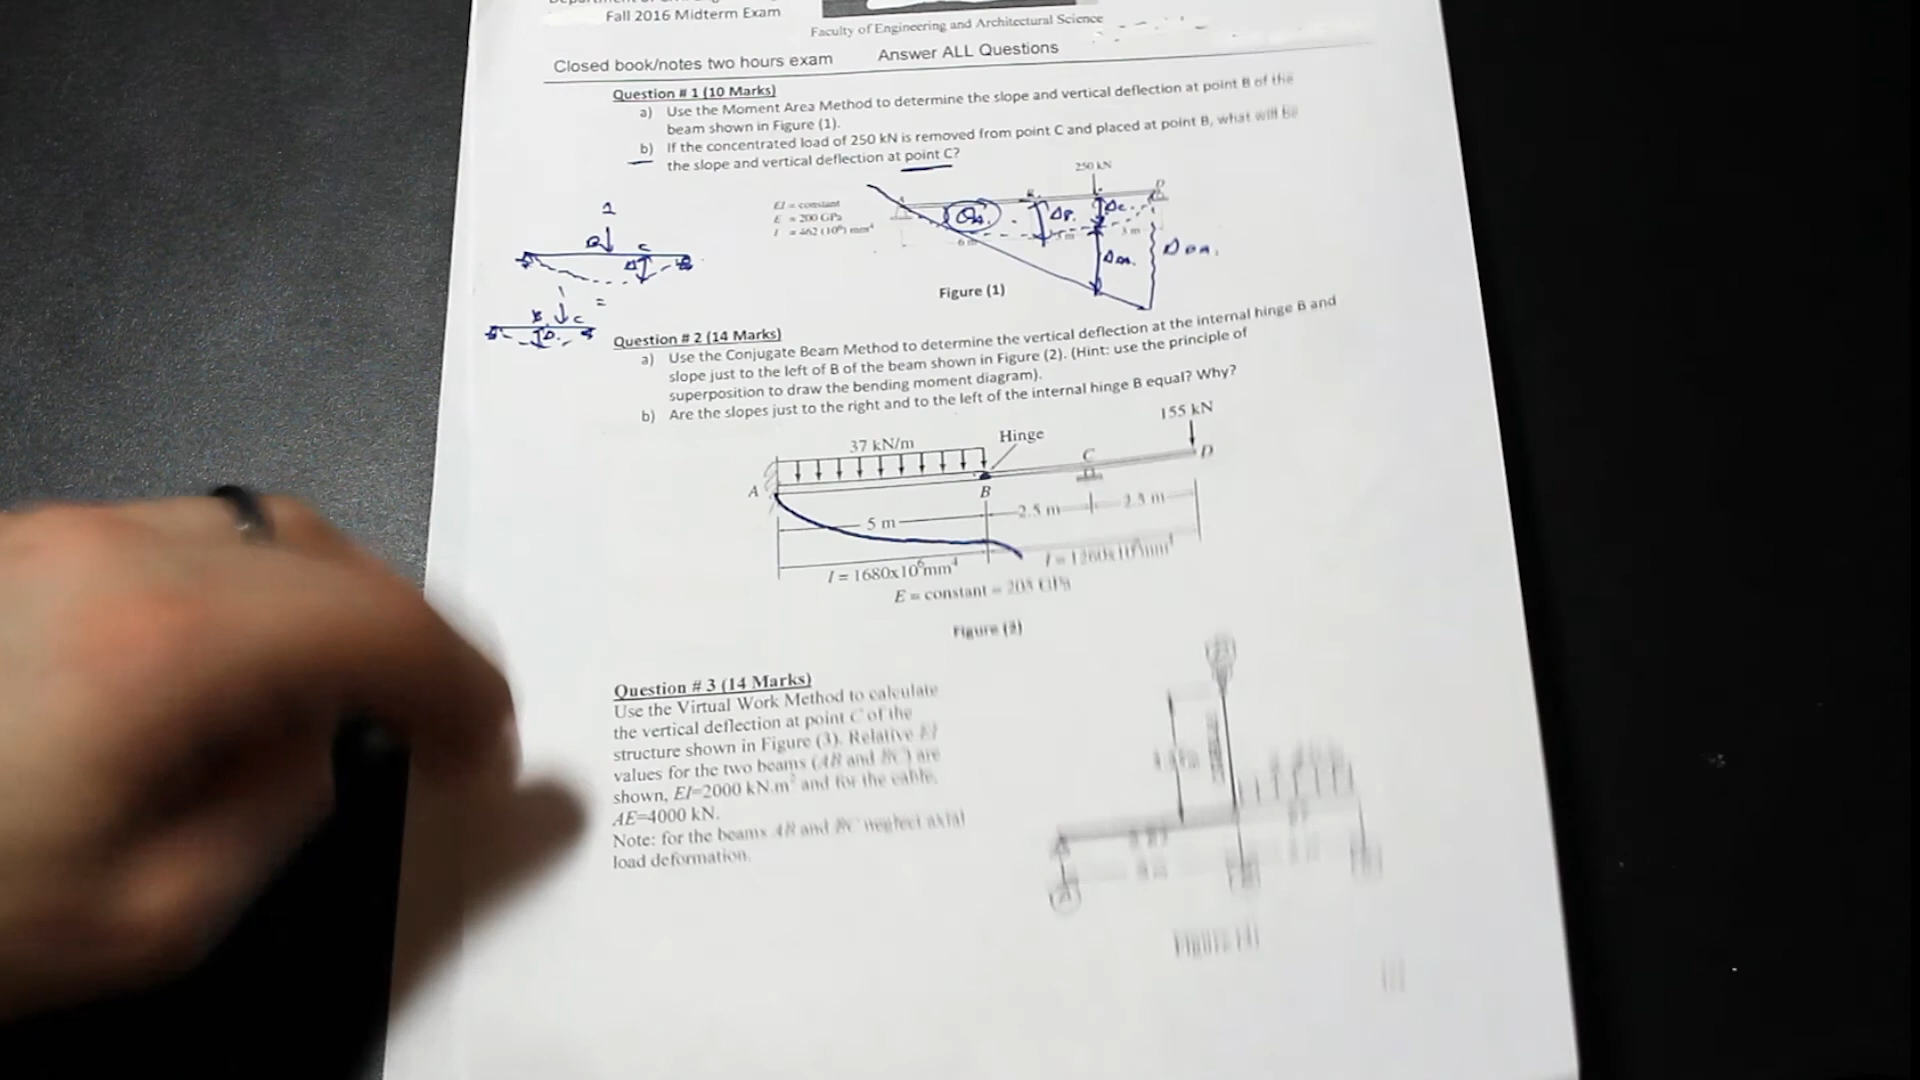 Fall 2016 Midterm Exam
Faculty of Engineering and Architectural Science
Closed book/notes two hours exam Answer ALL Questions
Question # 1 (10 Marks)
a) Use the Moment Area Method to determine the slope and vertical deflection at point B of the
beam shown in Figure (1).
b) If the concentrated load of 250 kN is removed from point C and placed at point B, what will be
the slope and vertical deflection at point C?
250 kN
EI = constant
E = 200 GPa
I = 462 (10⁶) mm⁴
6 m
3 m
Figure (1)
Question # 2 (14 Marks)
a) Use the Conjugate Beam Method to determine the vertical deflection at the internal hinge B and
slope just to the left of B of the beam shown in Figure (2). (Hint: use the principle of
superposition to draw the bending moment diagram).
b) Are the slopes just to the right and to the left of the internal hinge B equal? Why?
155 kN
37 kN/m Hinge
C D
A B
5 m 2.5 m 2.5 m
I = 1680x10⁶mm⁴ I = 1260x10⁶mm⁴
E = constant =
Figure (2)
Question # 3 (14 Marks)
Use the Virtual Work Method to calculate
the vertical deflection at point C of the
structure shown in Figure (3). Relative EI
values for the two beams (AB and BC) are
shown, EI=2000 kN.m² and for the cable,
AE=4000 kN.
Note: for the beams AB and BC neglect axial
load deformation.